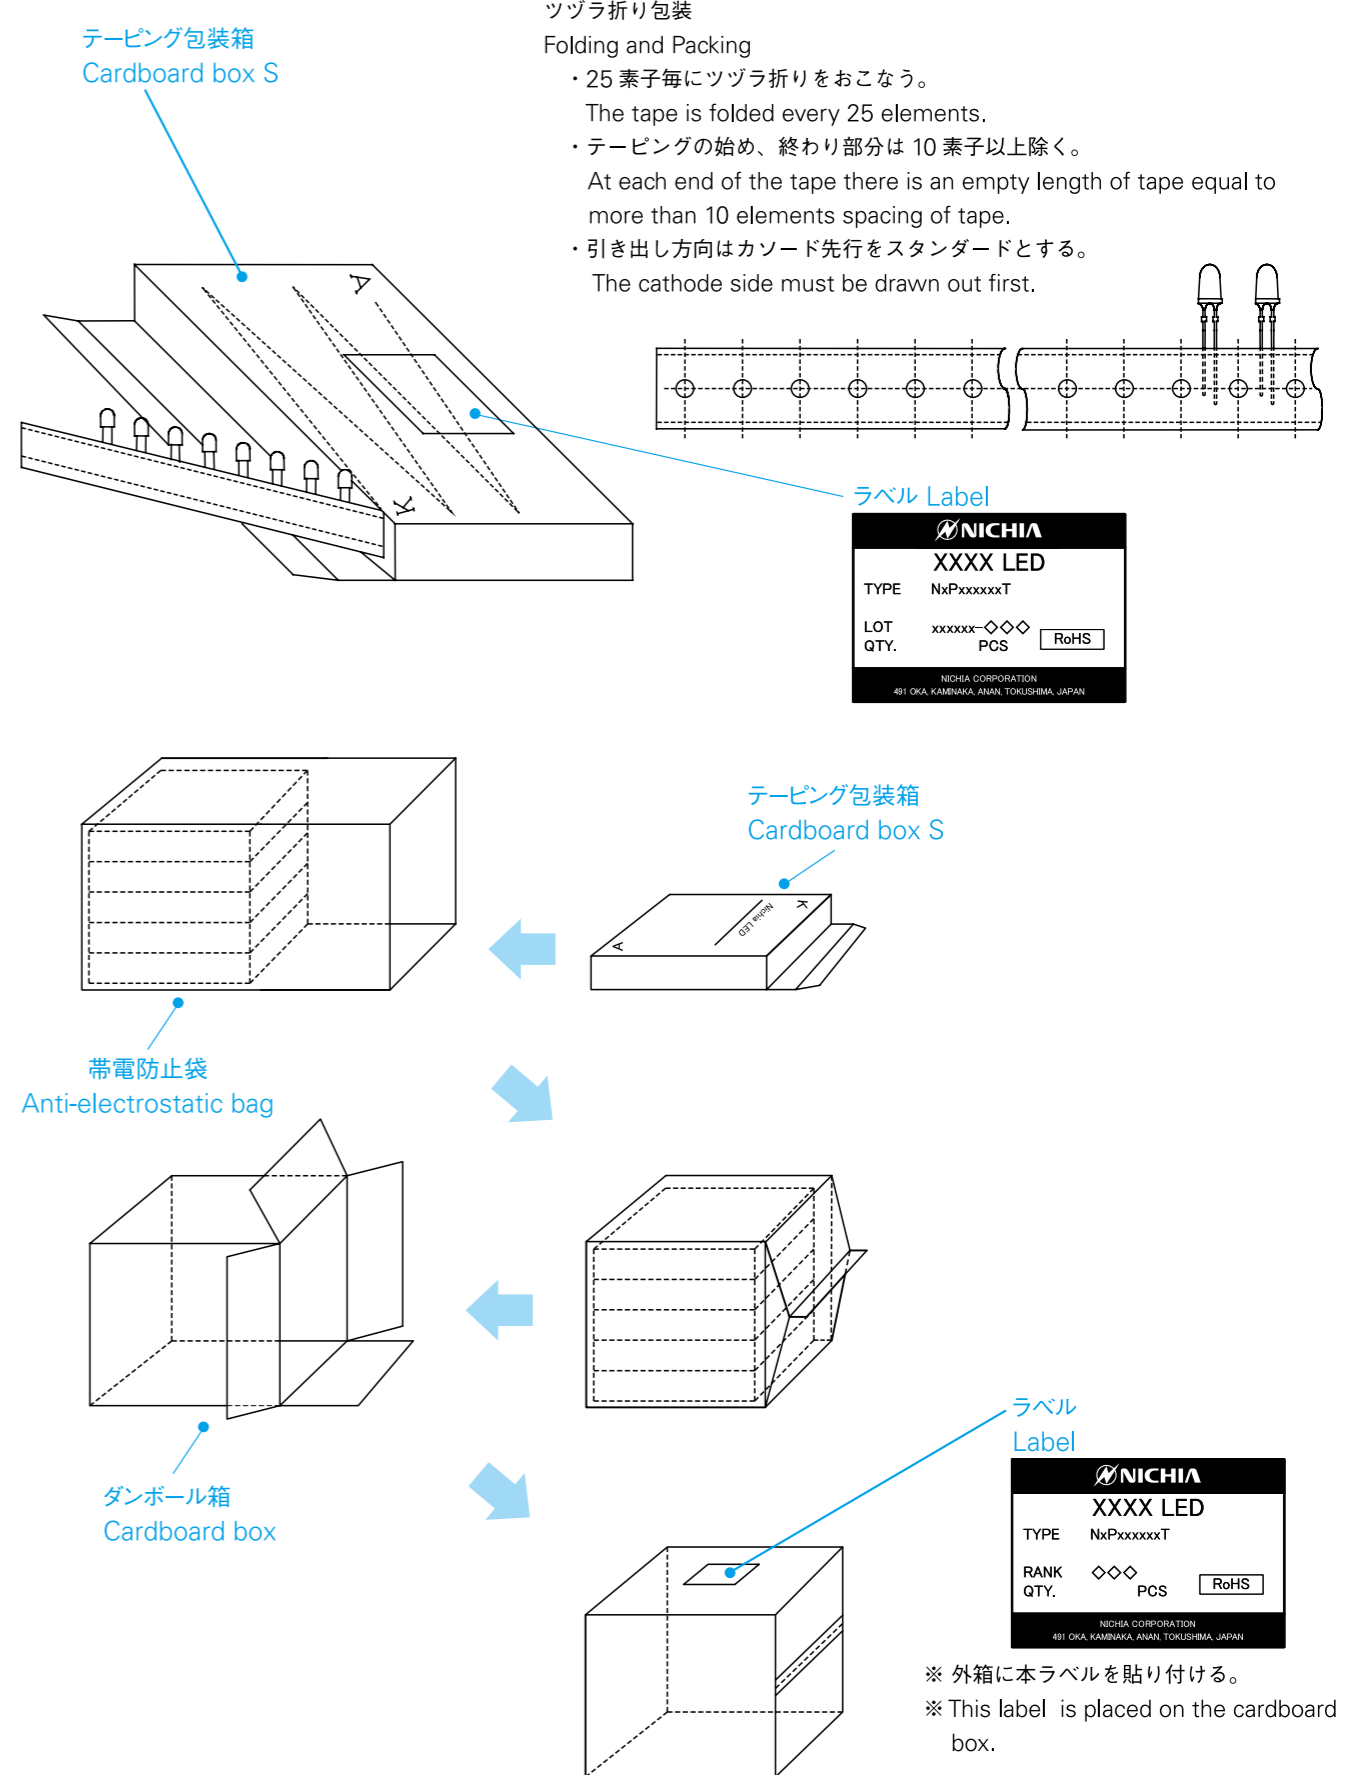 ツヅラ折り包装
Folding and Packing
・25 素子毎にツヅラ折りをおこなう。
The tape is folded every 25 elements.
・テーピングの始め、終わり部分は 10 素子以上除く。
At each end of the tape there is an empty length of tape equal to
more than 10 elements spacing of tape.
・引き出し方向はカソード先行をスタンダードとする。
The cathode side must be drawn out first.
テーピング包装箱
Cardboard box S
A
K
ラベル Label
NICHIA
XXXX LED
TYPE NxPxxxxxxT
LOT xxxxxx-◇◇◇
QTY. PCS RoHS
NICHIA CORPORATION
491 OKA, KAMINAKA, ANAN, TOKUSHIMA, JAPAN
テーピング包装箱
Cardboard box S
K
Nichia LED
A
帯電防止袋
Anti-electrostatic bag
ダンボール箱
Cardboard box
ラベル
Label
NICHIA
XXXX LED
TYPE NxPxxxxxxT
RANK ◇◇◇
QTY. PCS RoHS
NICHIA CORPORATION
491 OKA, KAMINAKA, ANAN, TOKUSHIMA, JAPAN
※ 外箱に本ラベルを貼り付ける。
※ This label is placed on the cardboard
box.